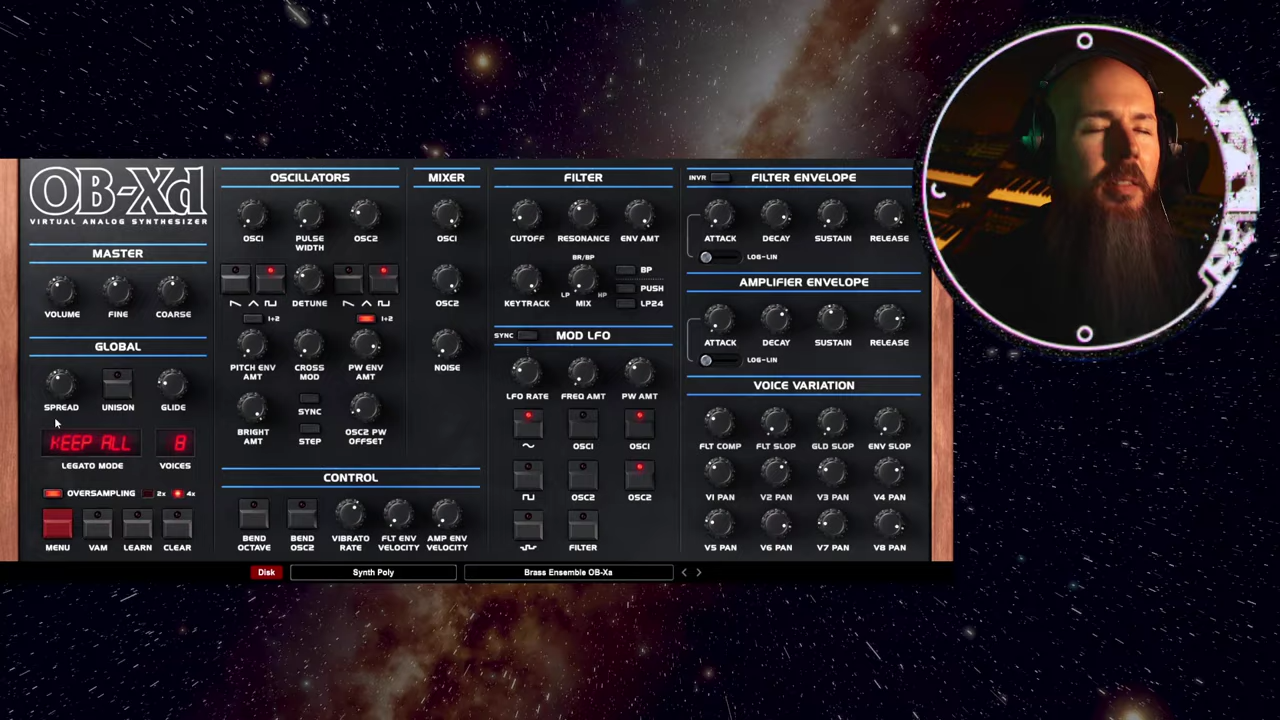 OB-Xd
VIRTUAL ANALOG SYNTHESIZER
MASTER
VOLUME FINE COARSE
GLOBAL
SPREAD UNISON GLIDE
KEEP ALL 8
LEGATO MODE VOICES
OVERSAMPLING 2x 4x
MENU VAM LEARN CLEAR
OSCILLATORS
OSC1 PULSE WIDTH OSC2
DETUNE
1+2 1+2
PITCH ENV AMT CROSS MOD PW ENV AMT
SYNC
STEP
BRIGHT AMT OSC2 PW OFFSET
MIXER
OSC1
OSC2
NOISE
CONTROL
BEND OCTAVE BEND OSC2 VIBRATO RATE FLT ENV VELOCITY AMP ENV VELOCITY
FILTER
CUTOFF RESONANCE ENV AMT
BR/BP
BP
KEYTRACK LP MIX HP PUSH
LP24
SYNC MOD LFO
LFO RATE FREQ AMT PW AMT
OSC1 OSC1
OSC2 OSC2
FILTER
INVR FILTER ENVELOPE
ATTACK DECAY SUSTAIN RELEASE
LOG-LIN
AMPLIFIER ENVELOPE
ATTACK DECAY SUSTAIN RELEASE
LOG-LIN
VOICE VARIATION
FLT COMP FLT SLOP GLD SLOP ENV SLOP
V1 PAN V2 PAN V3 PAN V4 PAN
V5 PAN V6 PAN V7 PAN V8 PAN
Disk Synth Poly Brass Ensemble OB-Xa